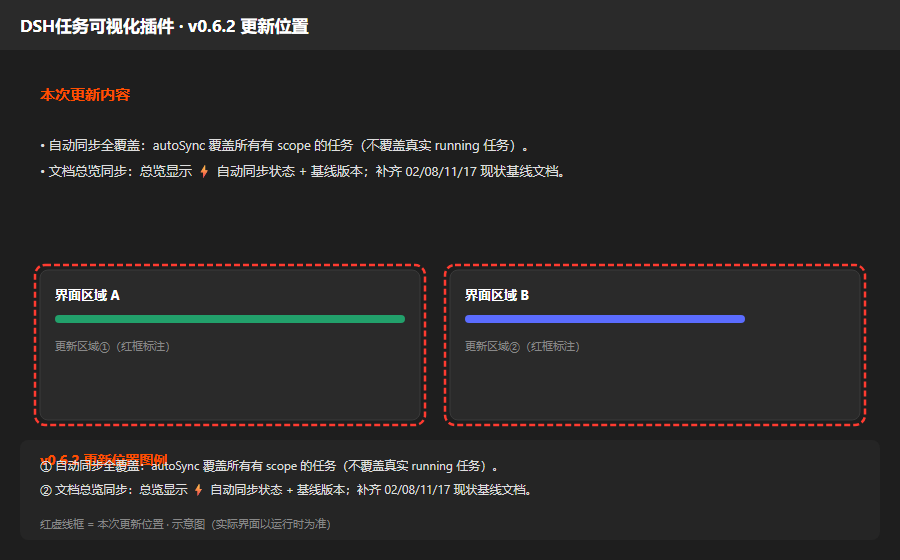 DSH任务可视化插件 · v0.6.2 更新位置
本次更新内容
• 自动同步全覆盖：autoSync 覆盖所有有 scope 的任务（不覆盖真实 running 任务）。
• 文档总览同步：总览显示 ⚡ 自动同步状态 + 基线版本；补齐 02/08/11/17 现状基线文档。
界面区域 A
更新区域①（红框标注）
界面区域 B
更新区域②（红框标注）
v0.6.2 更新位置图例
① 自动同步全覆盖：autoSync 覆盖所有有 scope 的任务（不覆盖真实 running 任务）。
② 文档总览同步：总览显示 ⚡ 自动同步状态 + 基线版本；补齐 02/08/11/17 现状基线文档。
红虚线框 = 本次更新位置 · 示意图（实际界面以运行时为准）